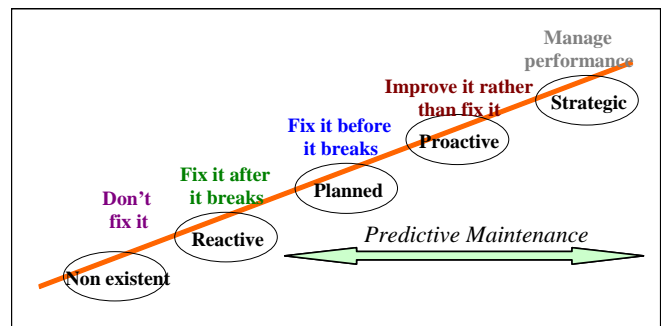 Manage
performance
Improve it rather
than fix it
Strategic
Fix it before
it breaks
Proactive
Fix it after
it breaks
Planned
Don't
fix it
Reactive
Predictive Maintenance
Non existent